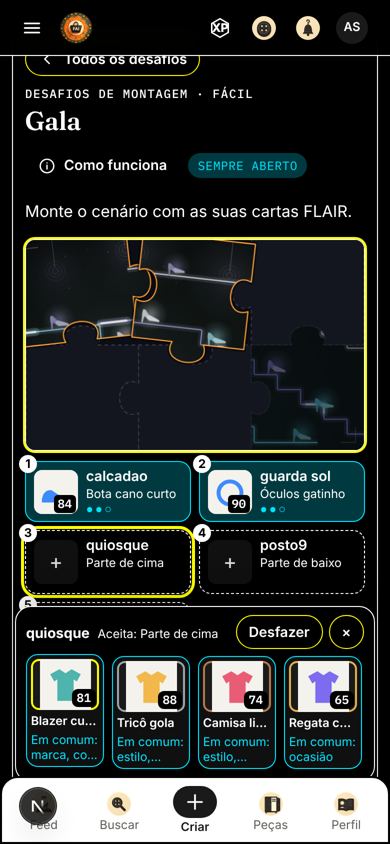 XP
AS
Todos os desafios
DESAFIOS DE MONTAGEM · FÁCIL
Gala
Como funciona
SEMPRE ABERTO
Monte o cenário com as suas cartas FLAIR.
1
calcadao
Bota cano curto
84
2
guarda sol
Óculos gatinho
90
3
+
quiosque
Parte de cima
4
+
posto9
Parte de baixo
5
quiosque
Aceita: Parte de cima
Desfazer
×
81
Blazer cu...
Em comum:
marca, co...
88
Tricô gola
Em comum:
estilo,...
74
Camisa li...
Em comum:
estilo,...
65
Regata c...
Em comum:
ocasião
N
Feed
Buscar
Criar
Peças
Perfil